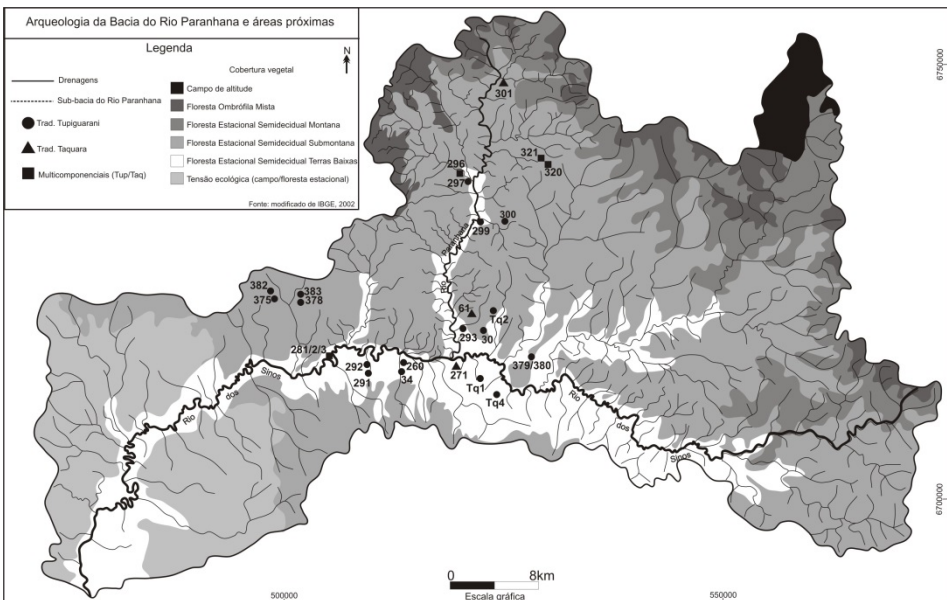 Arqueologia da Bacia do Rio Paranhana e áreas próximas
Legenda
N
Drenagens
Sub-bacia do Rio Paranhana
Trad. Tupiguarani
Trad. Taquara
Multicomponenciais (Tup/Taq)
Cobertura vegetal
Campo de altitude
Floresta Ombrófila Mista
Floresta Estacional Semidecidual Montana
Floresta Estacional Semidecidual Submontana
Floresta Estacional Semidecidual Terras Baixas
Tensão ecológica (campo/floresta estacional)
Fonte: modificado de IBGE, 2002
6750000
301
321
320
296
297
300
299
Rio Paranhana
382
375
383
378
61
Tq2
293
30
281/2/3
292
291
260
34
271
379/380
Tq1
Tq4
Rio dos Sinos
Rio dos Sinos
6700000
0 8km
Escala gráfica
500000
550000